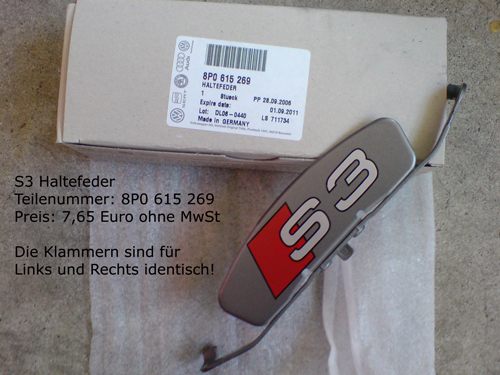 8P0 615 269
HALTEFEDER
1 Stueck PP 28.09.2006
Expire date: 01.09.2011
Lot: DL06-0440 LS 711734
Made in GERMANY
Audi
SEAT
S3 Haltefeder
Teilenummer: 8P0 615 269
Preis: 7,65 Euro ohne MwSt
Die Klammern sind für
Links und Rechts identisch!
S3